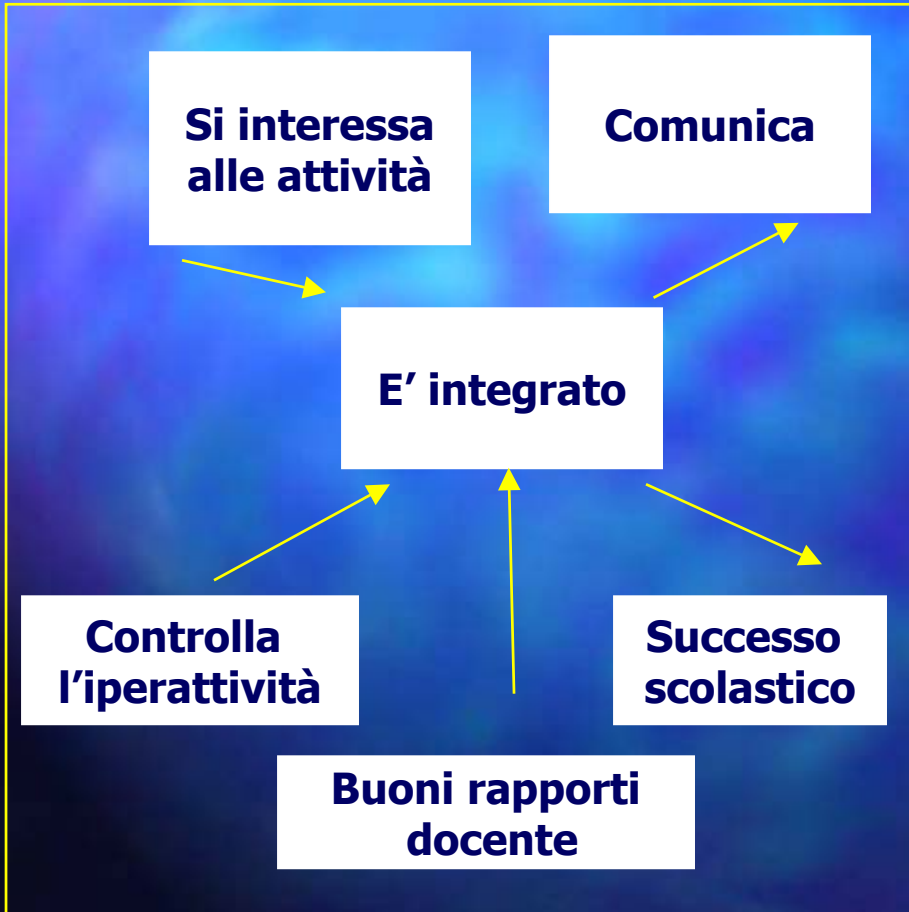 Si interessa
alle attività
Comunica
E’ integrato
Controlla
l’iperattività
Successo
scolastico
Buoni rapporti
docente